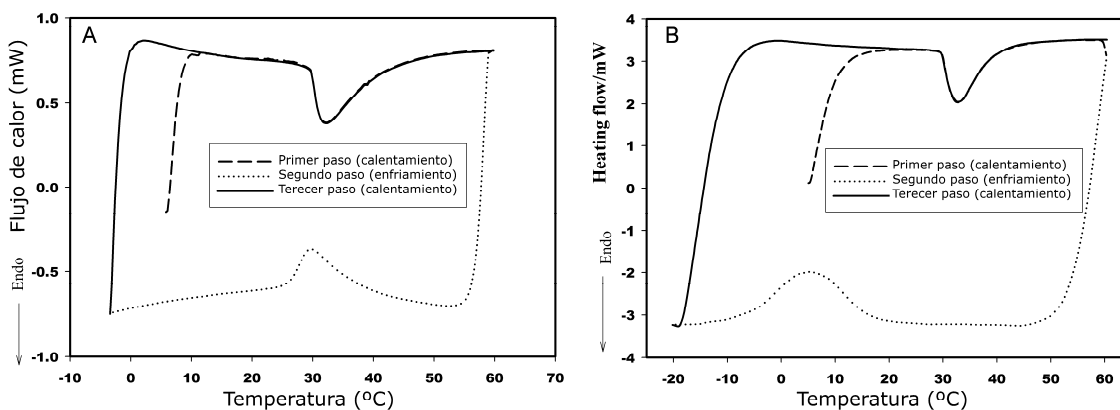 A
Flujo de calor (mW)
Endo
1.0
0.5
0.0
-0.5
-1.0
Primer paso (calentamiento)
Segundo paso (enfriamiento)
Terecer paso (calentamiento)
-10 0 10 20 30 40 50 60 70
Temperatura (ºC)
B
Heating flow/mW
Endo
4
3
2
1
0
-1
-2
-3
-4
Primer paso (calentamiento)
Segundo paso (enfriamiento)
Terecer paso (calentamiento)
-20 -10 0 10 20 30 40 50 60
Temperatura (ºC)